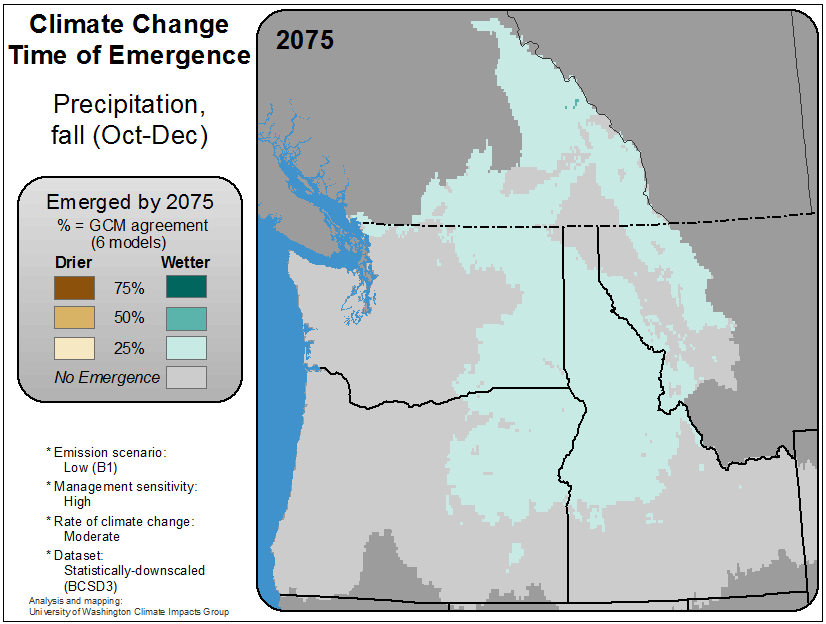 Climate Change
Time of Emergence
Precipitation,
fall (Oct-Dec)
Emerged by 2075
% = GCM agreement
(6 models)
Drier Wetter
75%
50%
25%
No Emergence
* Emission scenario:
Low (B1)
* Management sensitivity:
High
* Rate of climate change:
Moderate
* Dataset:
Statistically-downscaled
(BCSD3)
Analysis and mapping:
University of Washington Climate Impacts Group
2075